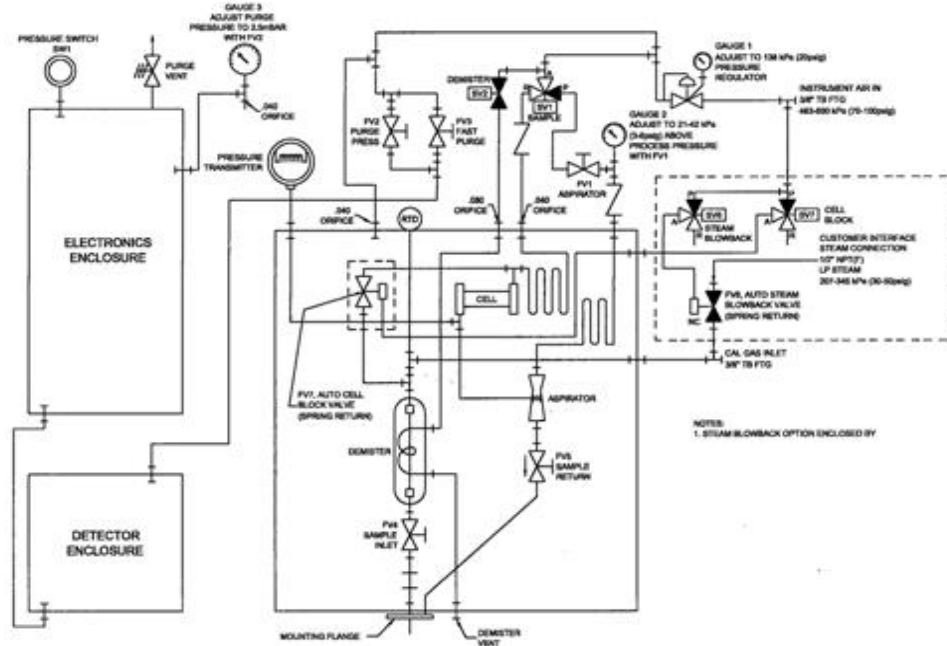 GAUGE 3
ADJUST PURGE
PRESSURE TO 2.5mBAR
WITH FV2
PRESSURE SWITCH
SW1
PURGE
VENT
.040
ORIFICE
PRESSURE
TRANSMITTER
FV2
PURGE
PRESS
FV3
FAST
PURGE
DEMISTER
SV2
SV1
SAMPLE
GAUGE 1
ADJUST TO 138 kPa (20psig)
PRESSURE
REGULATOR
INSTRUMENT AIR IN
3/8" TB FTG
483-690 kPa (70-100psig)
GAUGE 2
ADJUST TO 21-42 kPa
(3-6psig) ABOVE
PROCESS PRESSURE
WITH FV1
FV1
ASPIRATOR
.040
ORIFICE
RTD
.080
ORIFICE
.040
ORIFICE
A
SV6
STEAM
BLOWBACK
A
SV7
CELL
BLOCK
CUSTOMER INTERFACE
STEAM CONNECTION
1/2" NPT(F)
LP STEAM
207-345 kPa (30-50psig)
FV6, AUTO STEAM
BLOWBACK VALVE
(SPRING RETURN)
NC
CAL GAS INLET
3/8" TB FTG
ELECTRONICS
ENCLOSURE
CELL
FV7, AUTO CELL
BLOCK VALVE
(SPRING RETURN)
ASPIRATOR
DEMISTER
FV5
SAMPLE
RETURN
FV4
SAMPLE
INLET
NOTES:
1. STEAM BLOWBACK OPTION ENCLOSED BY
DETECTOR
ENCLOSURE
MOUNTING FLANGE
DEMISTER
VENT